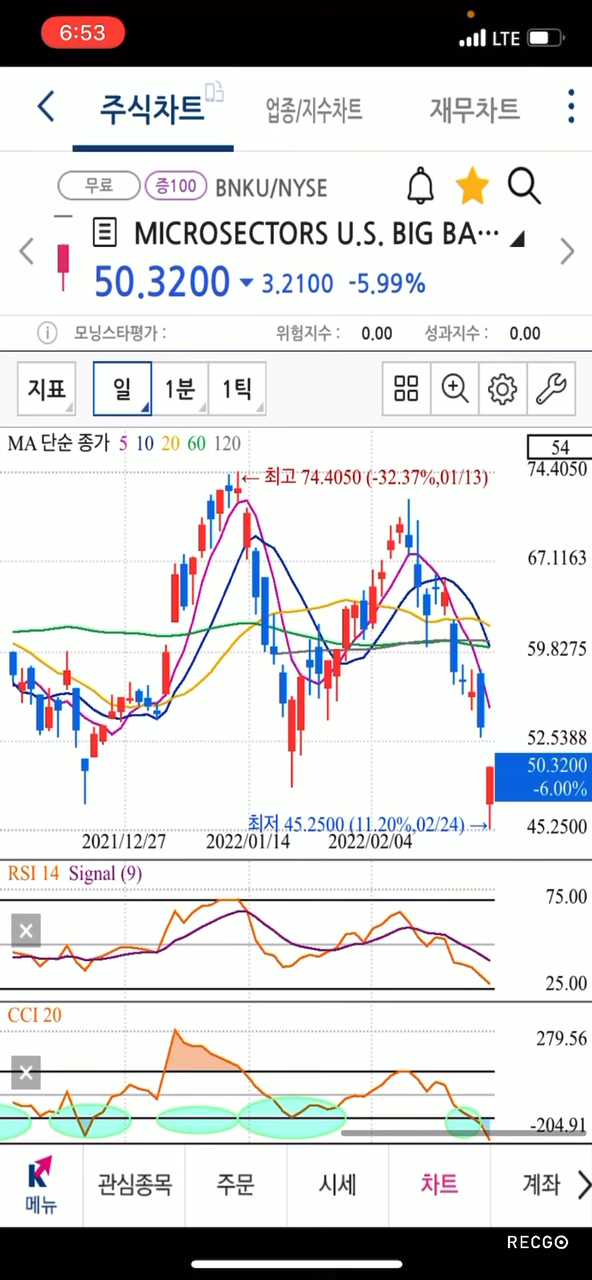 6:53 LTE
주식차트 업종/지수차트 재무차트
무료 증100 BNKU/NYSE
MICROSECTORS U.S. BIG BA···
50.3200 ▼ 3.2100 -5.99%
모닝스타평가 : 위험지수 : 0.00 성과지수 : 0.00
지표 일 1분 1틱
MA 단순 종가 5 10 20 60 120
54
74.4050
← 최고 74.4050 (-32.37%,01/13)
67.1163
59.8275
52.5388
50.3200
-6.00%
최저 45.2500 (11.20%,02/24) →
45.2500
2021/12/27 2022/01/14 2022/02/04
RSI 14 Signal (9)
75.00
25.00
CCI 20
279.56
-204.91
메뉴 관심종목 주문 시세 차트 계좌
RECGO